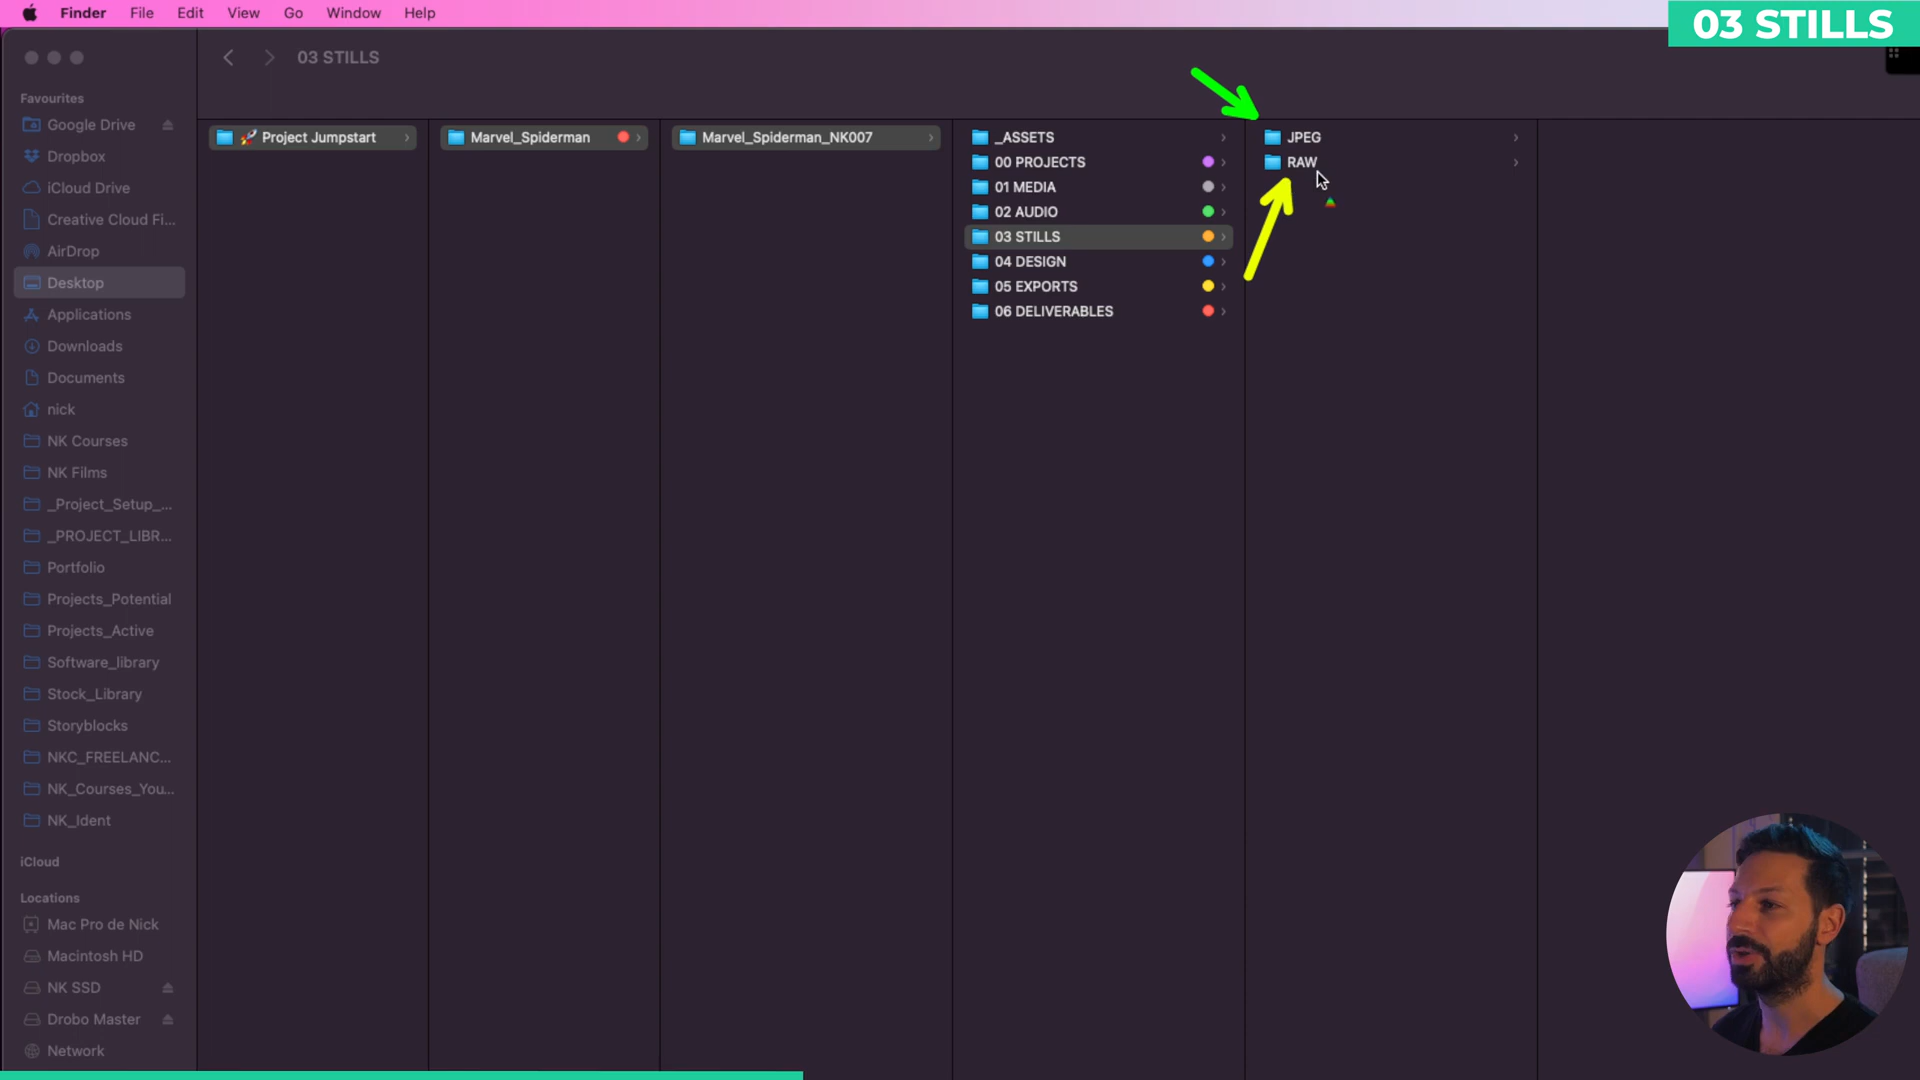 Finder File Edit View Go Window Help
03 STILLS
03 STILLS
Favourites
Google Drive
Dropbox
iCloud Drive
Creative Cloud Fi...
AirDrop
Desktop
Applications
Downloads
Documents
nick
NK Courses
NK Films
_Project_Setup_...
_PROJECT_LIBR...
Portfolio
Projects_Potential
Projects_Active
Software_library
Stock_Library
Storyblocks
NKC_FREELANC...
NK_Courses_You...
NK_Ident
iCloud
Locations
Mac Pro de Nick
Macintosh HD
NK SSD
Drobo Master
Network
🚀 Project Jumpstart
Marvel_Spiderman
Marvel_Spiderman_NK007
_ASSETS
00 PROJECTS
01 MEDIA
02 AUDIO
03 STILLS
04 DESIGN
05 EXPORTS
06 DELIVERABLES
JPEG
RAW